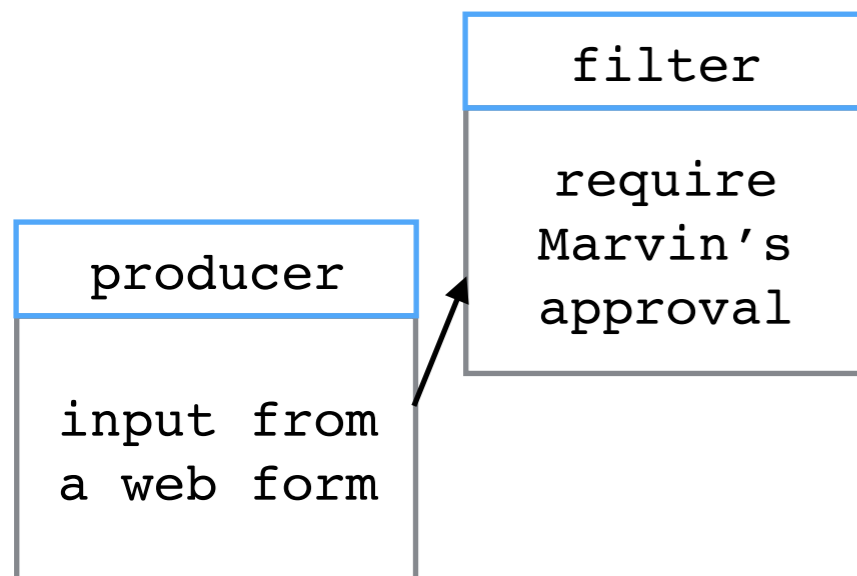 filter
require
Marvin’s
approval
producer
input from
a web form